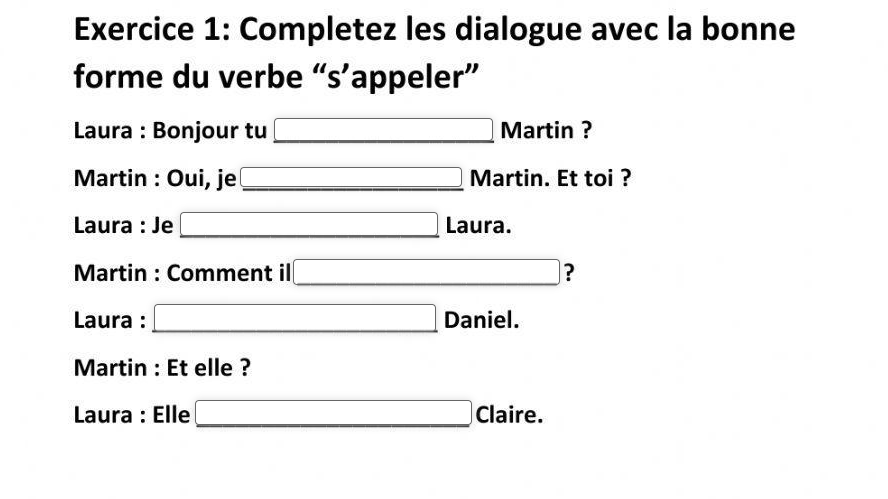 Exercice 1: Completez les dialogue avec la bonne
forme du verbe “s’appeler”
Laura : Bonjour tu Martin ?
Martin : Oui, je Martin. Et toi ?
Laura : Je Laura.
Martin : Comment il ?
Laura : Daniel.
Martin : Et elle ?
Laura : Elle Claire.